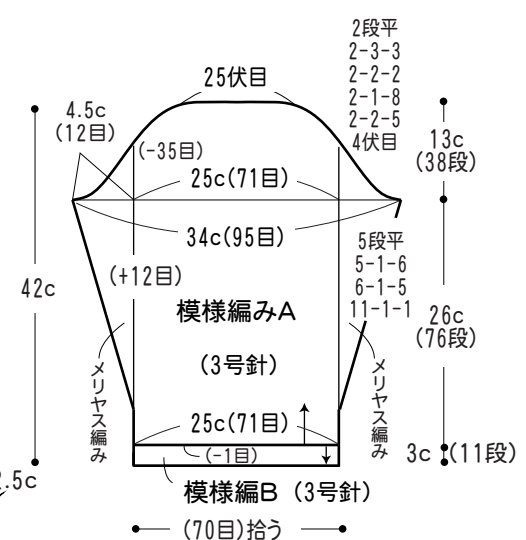 25伏目
2段平
2-3-3
2-2-2
2-1-8
2-2-5
4伏目
4.5c
(12目)
(-35目)
13c
(38段)
25c(71目)
34c(95目)
42c
(+12目)
5段平
5-1-6
6-1-5
11-1-1
模様編みA
(3号針)
26c
(76段)
メリヤス編み
メリヤス編み
25c(71目)
(-1目)
3c
(11段)
2.5c
模様編B (3号針)
(70目)拾う